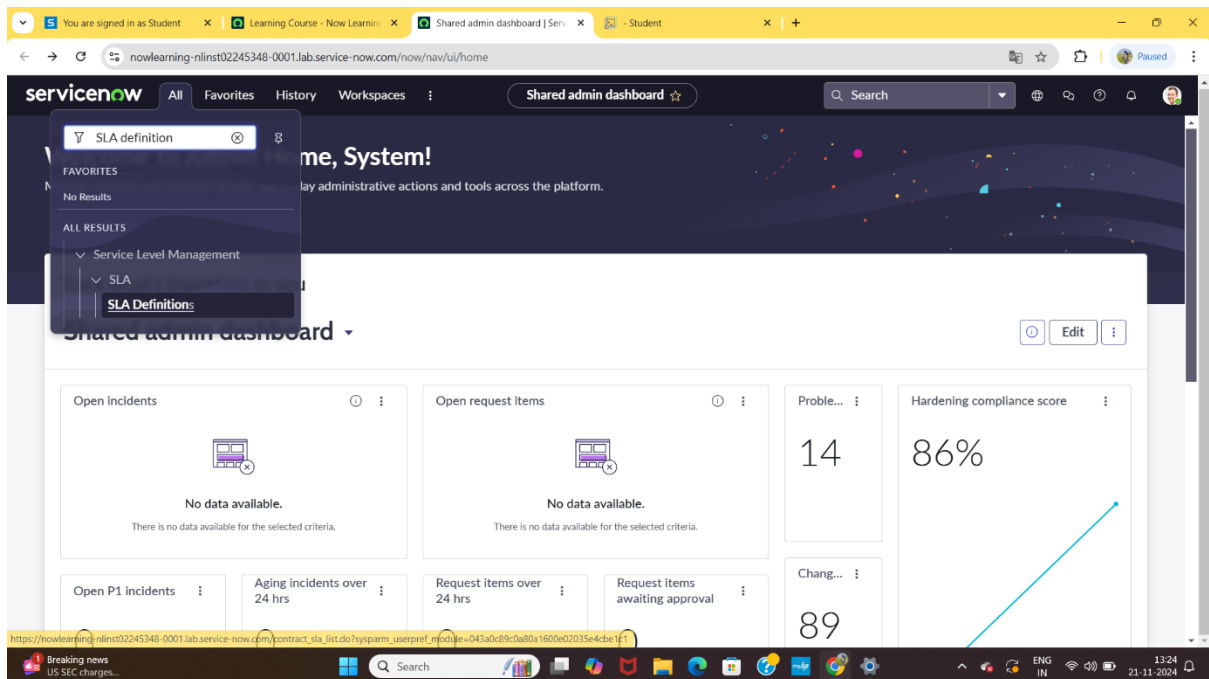 You are signed in as Student
Learning Course - Now Learnin
Shared admin dashboard | Serv
- Student
nowlearning-nlinst02245348-0001.lab.service-now.com/now/nav/ui/home
Paused
servicenow
All
Favorites
History
Workspaces
Shared admin dashboard
Search
SLA definition
me, System!
lay administrative actions and tools across the platform.
FAVORITES
No Results
ALL RESULTS
Service Level Management
SLA
SLA Definitions
Shared admin dashboard
Edit
Open incidents
Open request items
Proble...
Hardening compliance score
14
86%
No data available.
There is no data available for the selected criteria.
No data available.
There is no data available for the selected criteria.
Open P1 incidents
Aging incidents over
24 hrs
Request items over
24 hrs
Request items
awaiting approval
Chang...
89
https://nowlearning-nlinst02245348-0001.lab.service-now.com/contract_sla_list.do?sysparm_userpref_module=043a0c89c0a80a1600e02035e4cbe1c1
1
Breaking news
US SEC charges...
Search
ENG
IN
13:24
21-11-2024